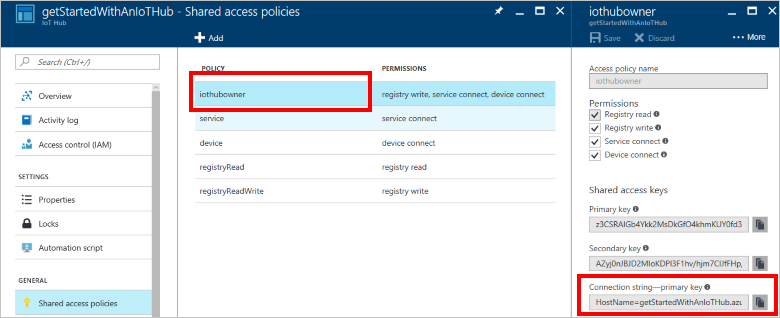 getStartedWithAnIoTHub - Shared access policies
IoT Hub
Search (Ctrl+/)
Overview
Activity log
Access control (IAM)
SETTINGS
Properties
Locks
Automation script
GENERAL
Shared access policies
Add
POLICY PERMISSIONS
iothubowner registry write, service connect, device connect
service service connect
device device connect
registryRead registry read
registryReadWrite registry write
iothubowner
getStartedWithAnIoTHub
Save Discard ... More
Access policy name
iothubowner
Permissions
Registry read
Registry write
Service connect
Device connect
Shared access keys
Primary key
Secondary key
Connection string—primary key
HostName=getStartedWithAnIoTHub.azu